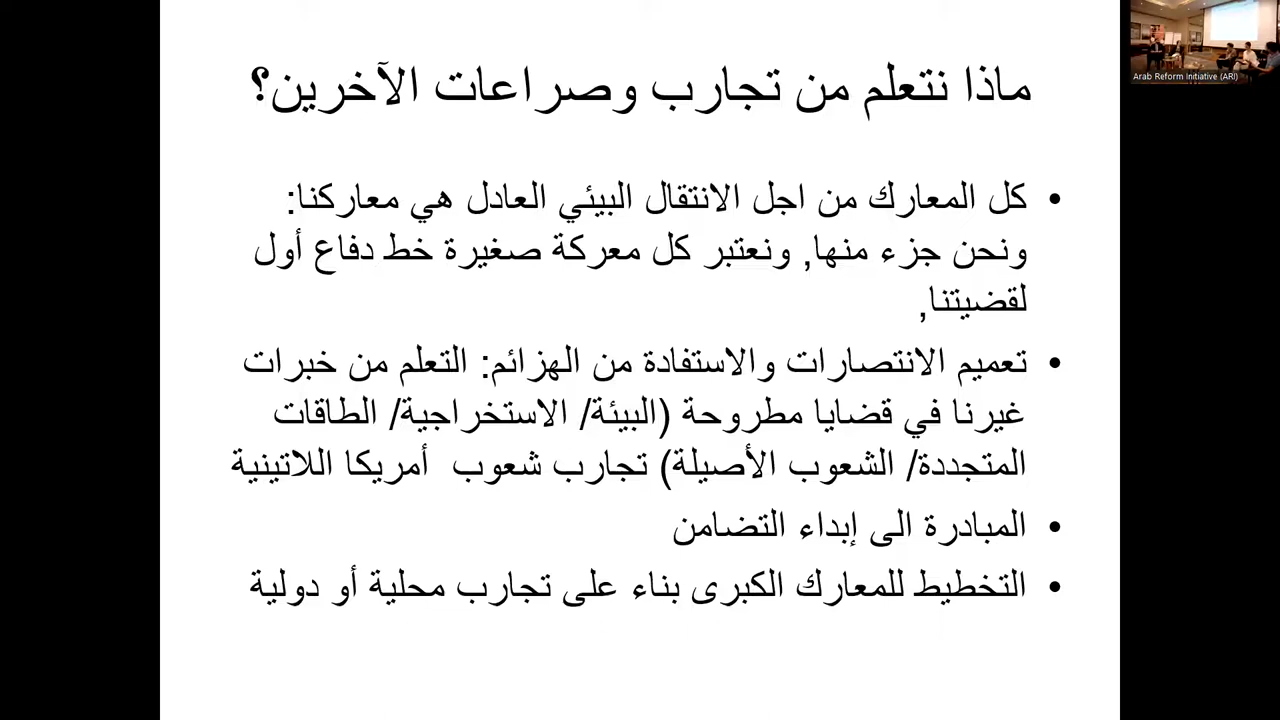 ماذا نتعلم من تجارب وصراعات الآخرين؟
• كل المعارك من اجل الانتقال البيئي العادل هي معاركنا:
ونحن جزء منها, ونعتبر كل معركة صغيرة خط دفاع أول
لقضيتنا,
• تعميم الانتصارات والاستفادة من الهزائم: التعلم من خبرات
غيرنا في قضايا مطروحة (البيئة/ الاستخراجية/ الطاقات
المتجددة/ الشعوب الأصيلة) تجارب شعوب أمريكا اللاتينية
• المبادرة الى إبداء التضامن
• التخطيط للمعارك الكبرى بناء على تجارب محلية أو دولية
Arab Reform Initiative (ARI)